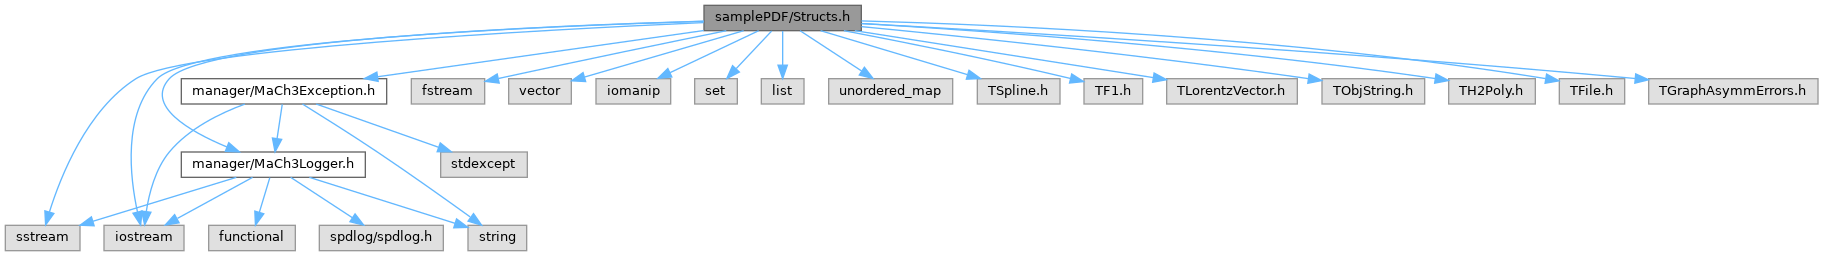 samplePDF/Structs.h
manager/MaCh3Exception.h
fstream
vector
iomanip
set
list
unordered_map
TSpline.h
TF1.h
TLorentzVector.h
TObjString.h
TH2Poly.h
TFile.h
TGraphAsymmErrors.h
manager/MaCh3Logger.h
stdexcept
sstream
iostream
functional
spdlog/spdlog.h
string